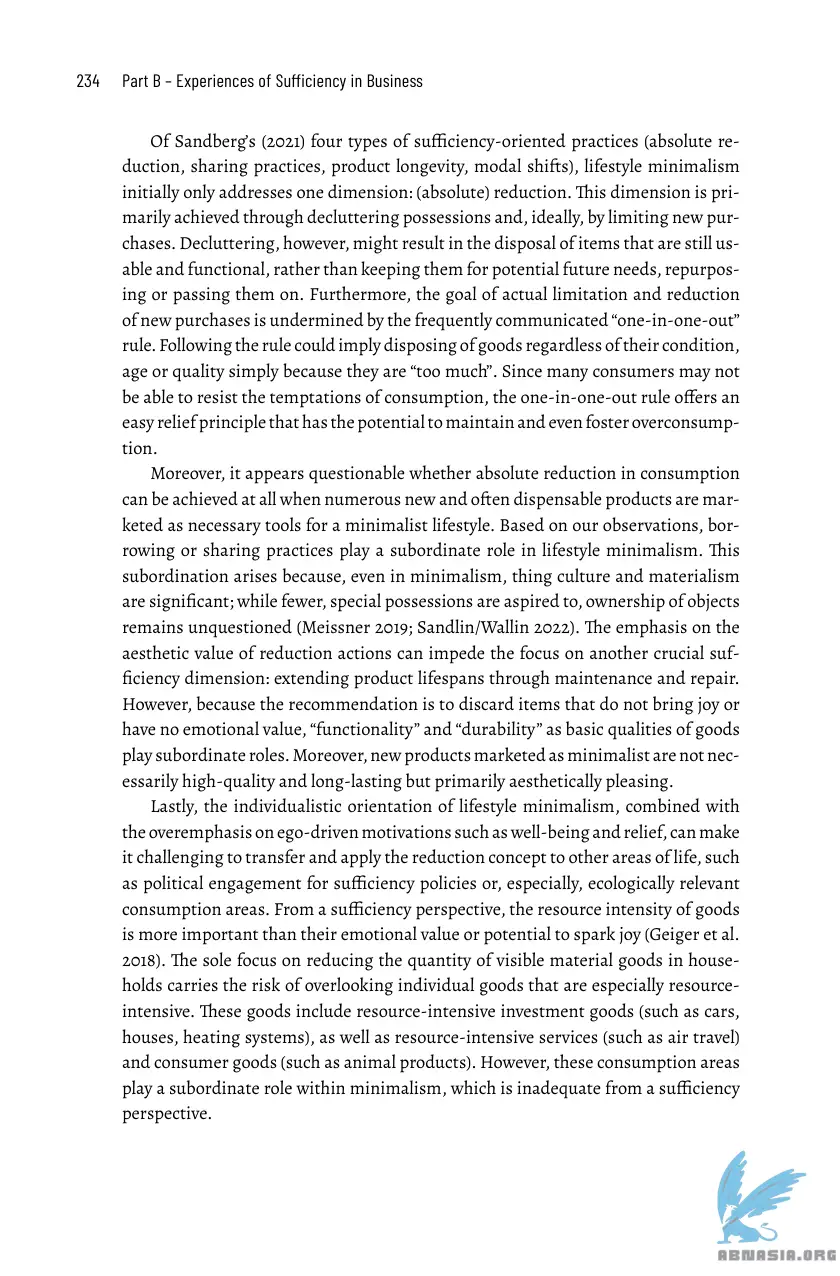 234 Part B – Experiences of Sufficiency in Business
Of Sandberg’s (2021) four types of sufficiency-oriented practices (absolute re-
duction, sharing practices, product longevity, modal shifts), lifestyle minimalism
initially only addresses one dimension: (absolute) reduction. This dimension is pri-
marily achieved through decluttering possessions and, ideally, by limiting new pur-
chases. Decluttering, however, might result in the disposal of items that are still us-
able and functional, rather than keeping them for potential future needs, repurpos-
ing or passing them on. Furthermore, the goal of actual limitation and reduction
of new purchases is undermined by the frequently communicated “one-in-one-out”
rule. Following the rule could imply disposing of goods regardless of their condition,
age or quality simply because they are “too much”. Since many consumers may not
be able to resist the temptations of consumption, the one-in-one-out rule offers an
easy relief principle that has the potential to maintain and even foster overconsump-
tion.
Moreover, it appears questionable whether absolute reduction in consumption
can be achieved at all when numerous new and often dispensable products are mar-
keted as necessary tools for a minimalist lifestyle. Based on our observations, bor-
rowing or sharing practices play a subordinate role in lifestyle minimalism. This
subordination arises because, even in minimalism, thing culture and materialism
are significant; while fewer, special possessions are aspired to, ownership of objects
remains unquestioned (Meissner 2019; Sandlin/Wallin 2022). The emphasis on the
aesthetic value of reduction actions can impede the focus on another crucial suf-
ficiency dimension: extending product lifespans through maintenance and repair.
However, because the recommendation is to discard items that do not bring joy or
have no emotional value, “functionality” and “durability” as basic qualities of goods
play subordinate roles. Moreover, new products marketed as minimalist are not nec-
essarily high-quality and long-lasting but primarily aesthetically pleasing.
Lastly, the individualistic orientation of lifestyle minimalism, combined with
the overemphasis on ego-driven motivations such as well-being and relief, can make
it challenging to transfer and apply the reduction concept to other areas of life, such
as political engagement for sufficiency policies or, especially, ecologically relevant
consumption areas. From a sufficiency perspective, the resource intensity of goods
is more important than their emotional value or potential to spark joy (Geiger et al.
2018). The sole focus on reducing the quantity of visible material goods in house-
holds carries the risk of overlooking individual goods that are especially resource-
intensive. These goods include resource-intensive investment goods (such as cars,
houses, heating systems), as well as resource-intensive services (such as air travel)
and consumer goods (such as animal products). However, these consumption areas
play a subordinate role within minimalism, which is inadequate from a sufficiency
perspective.
ABNASIA.ORG